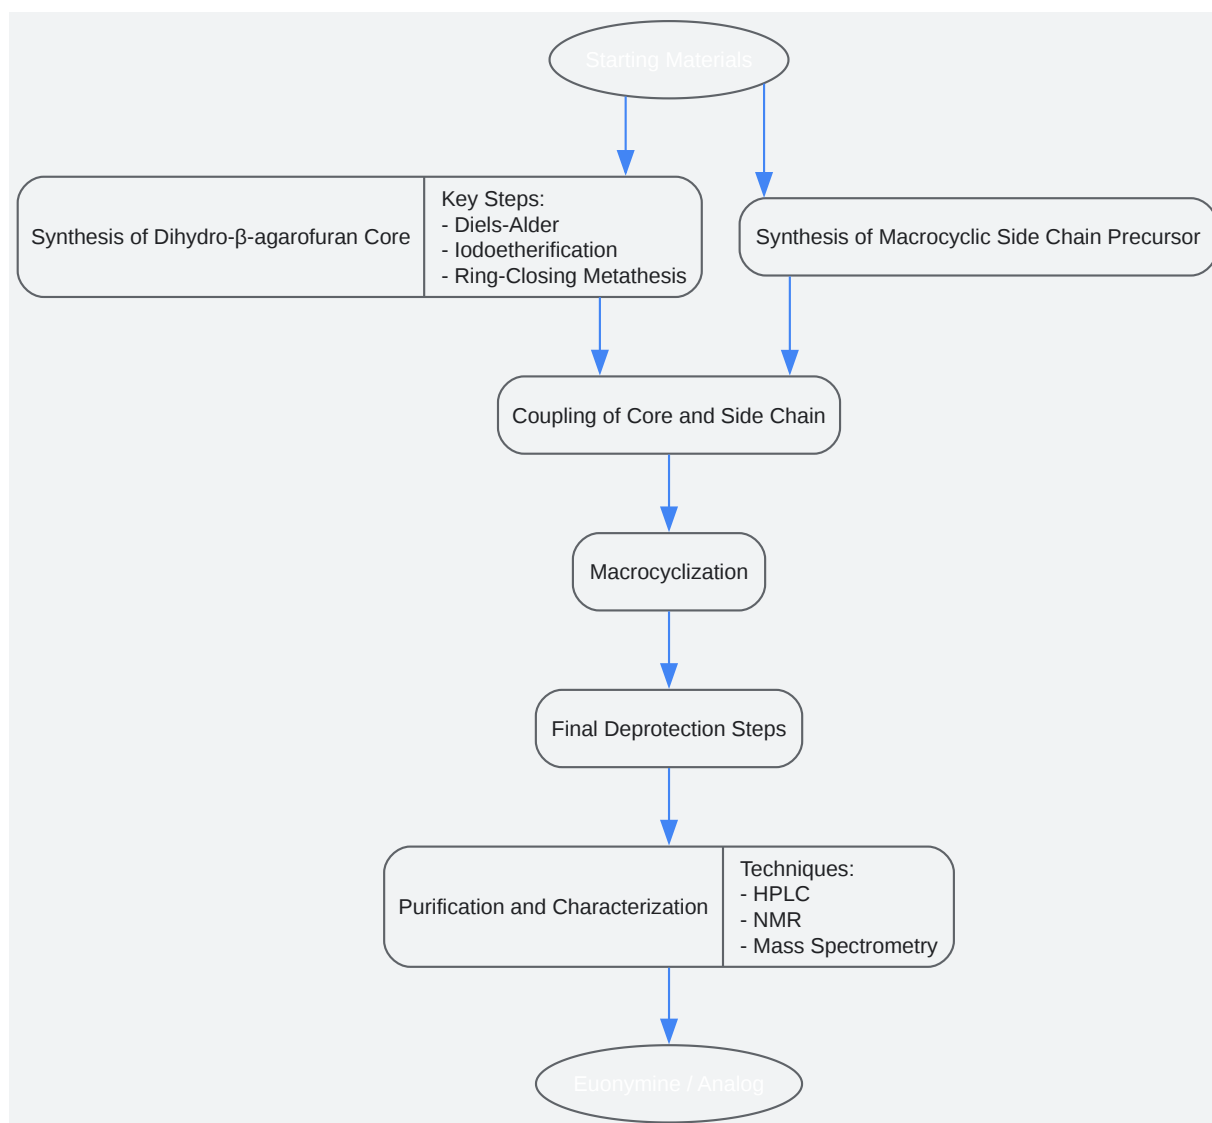 Starting Materials
Synthesis of Dihydro-β-agarofuran Core
Key Steps:
- Diels-Alder
- Iodoetherification
- Ring-Closing Metathesis
Synthesis of Macrocyclic Side Chain Precursor
Coupling of Core and Side Chain
Macrocyclization
Final Deprotection Steps
Purification and Characterization
Techniques:
- HPLC
- NMR
- Mass Spectrometry
Euonymine / Analog